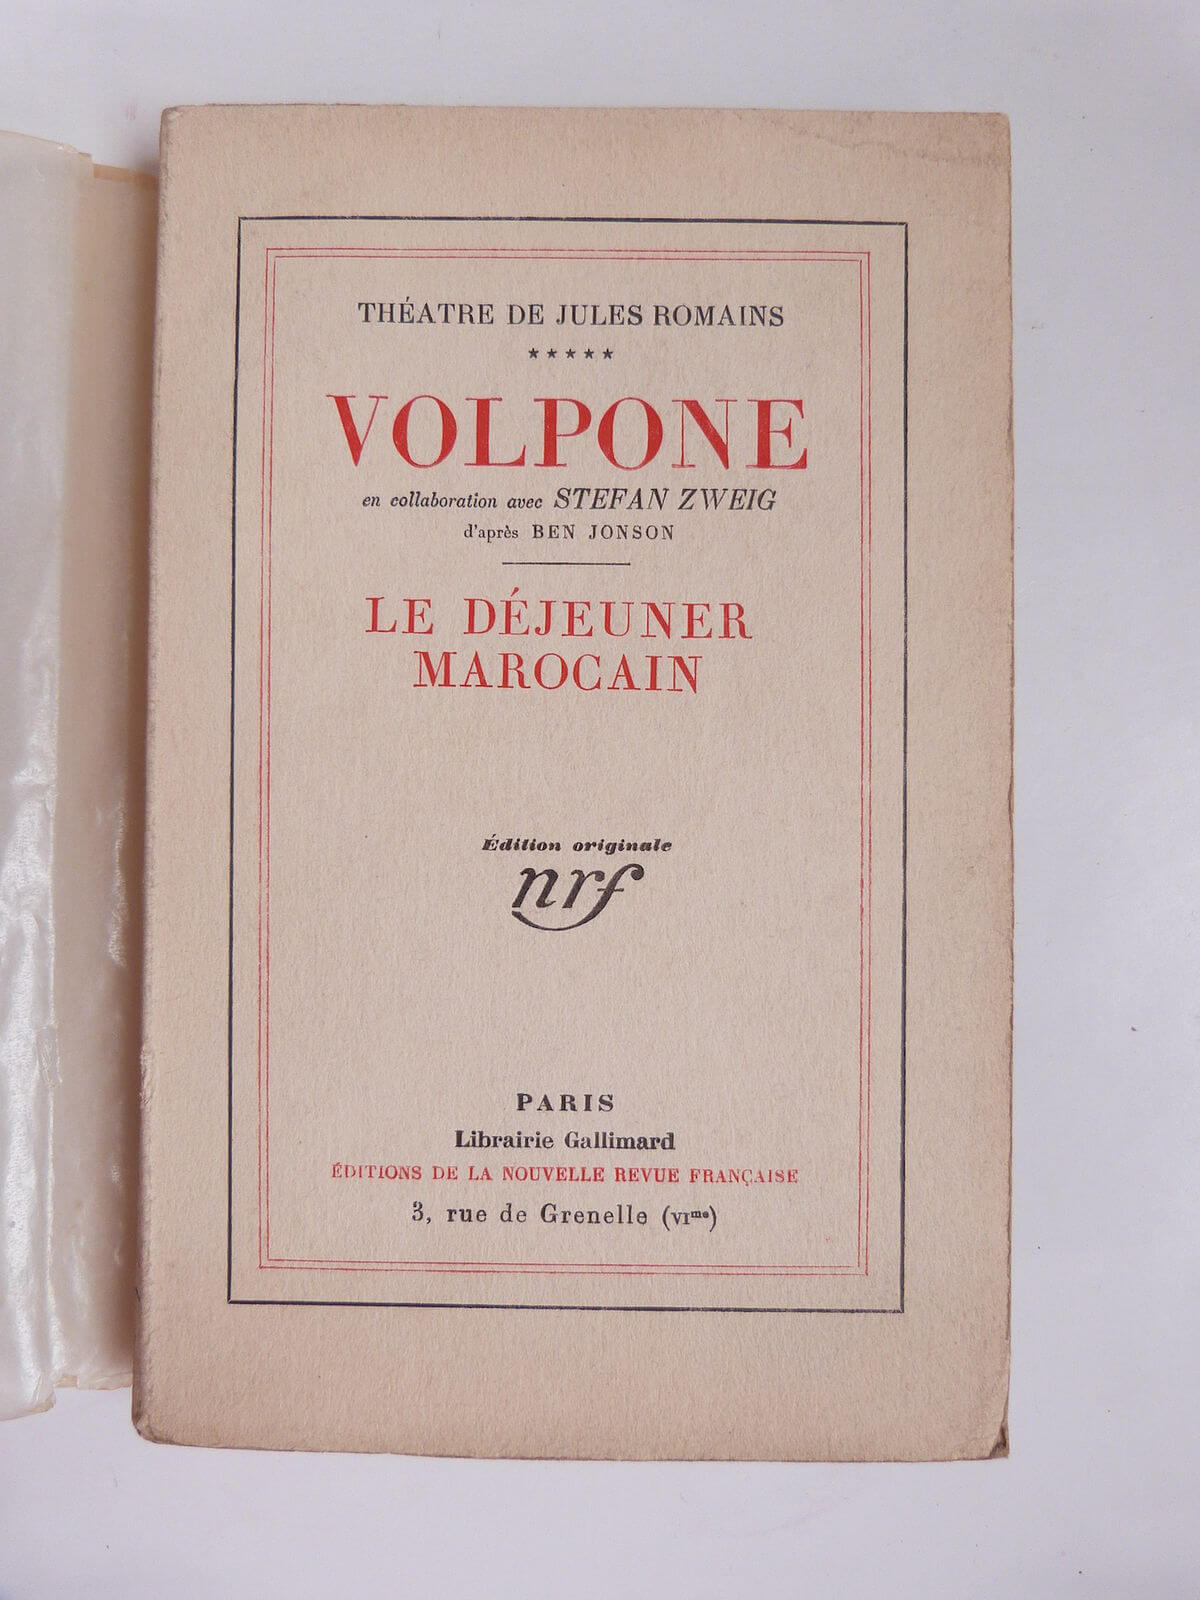 THÉATRE DE JULES ROMAINS
★★★★★
VOLPONE
en collaboration avec STEFAN ZWEIG
d'après BEN JONSON
LE DÉJEUNER
MAROCAIN
Édition originale
nrf
PARIS
Librairie Gallimard
ÉDITIONS DE LA NOUVELLE REVUE FRANÇAISE
3, rue de Grenelle (VIme)